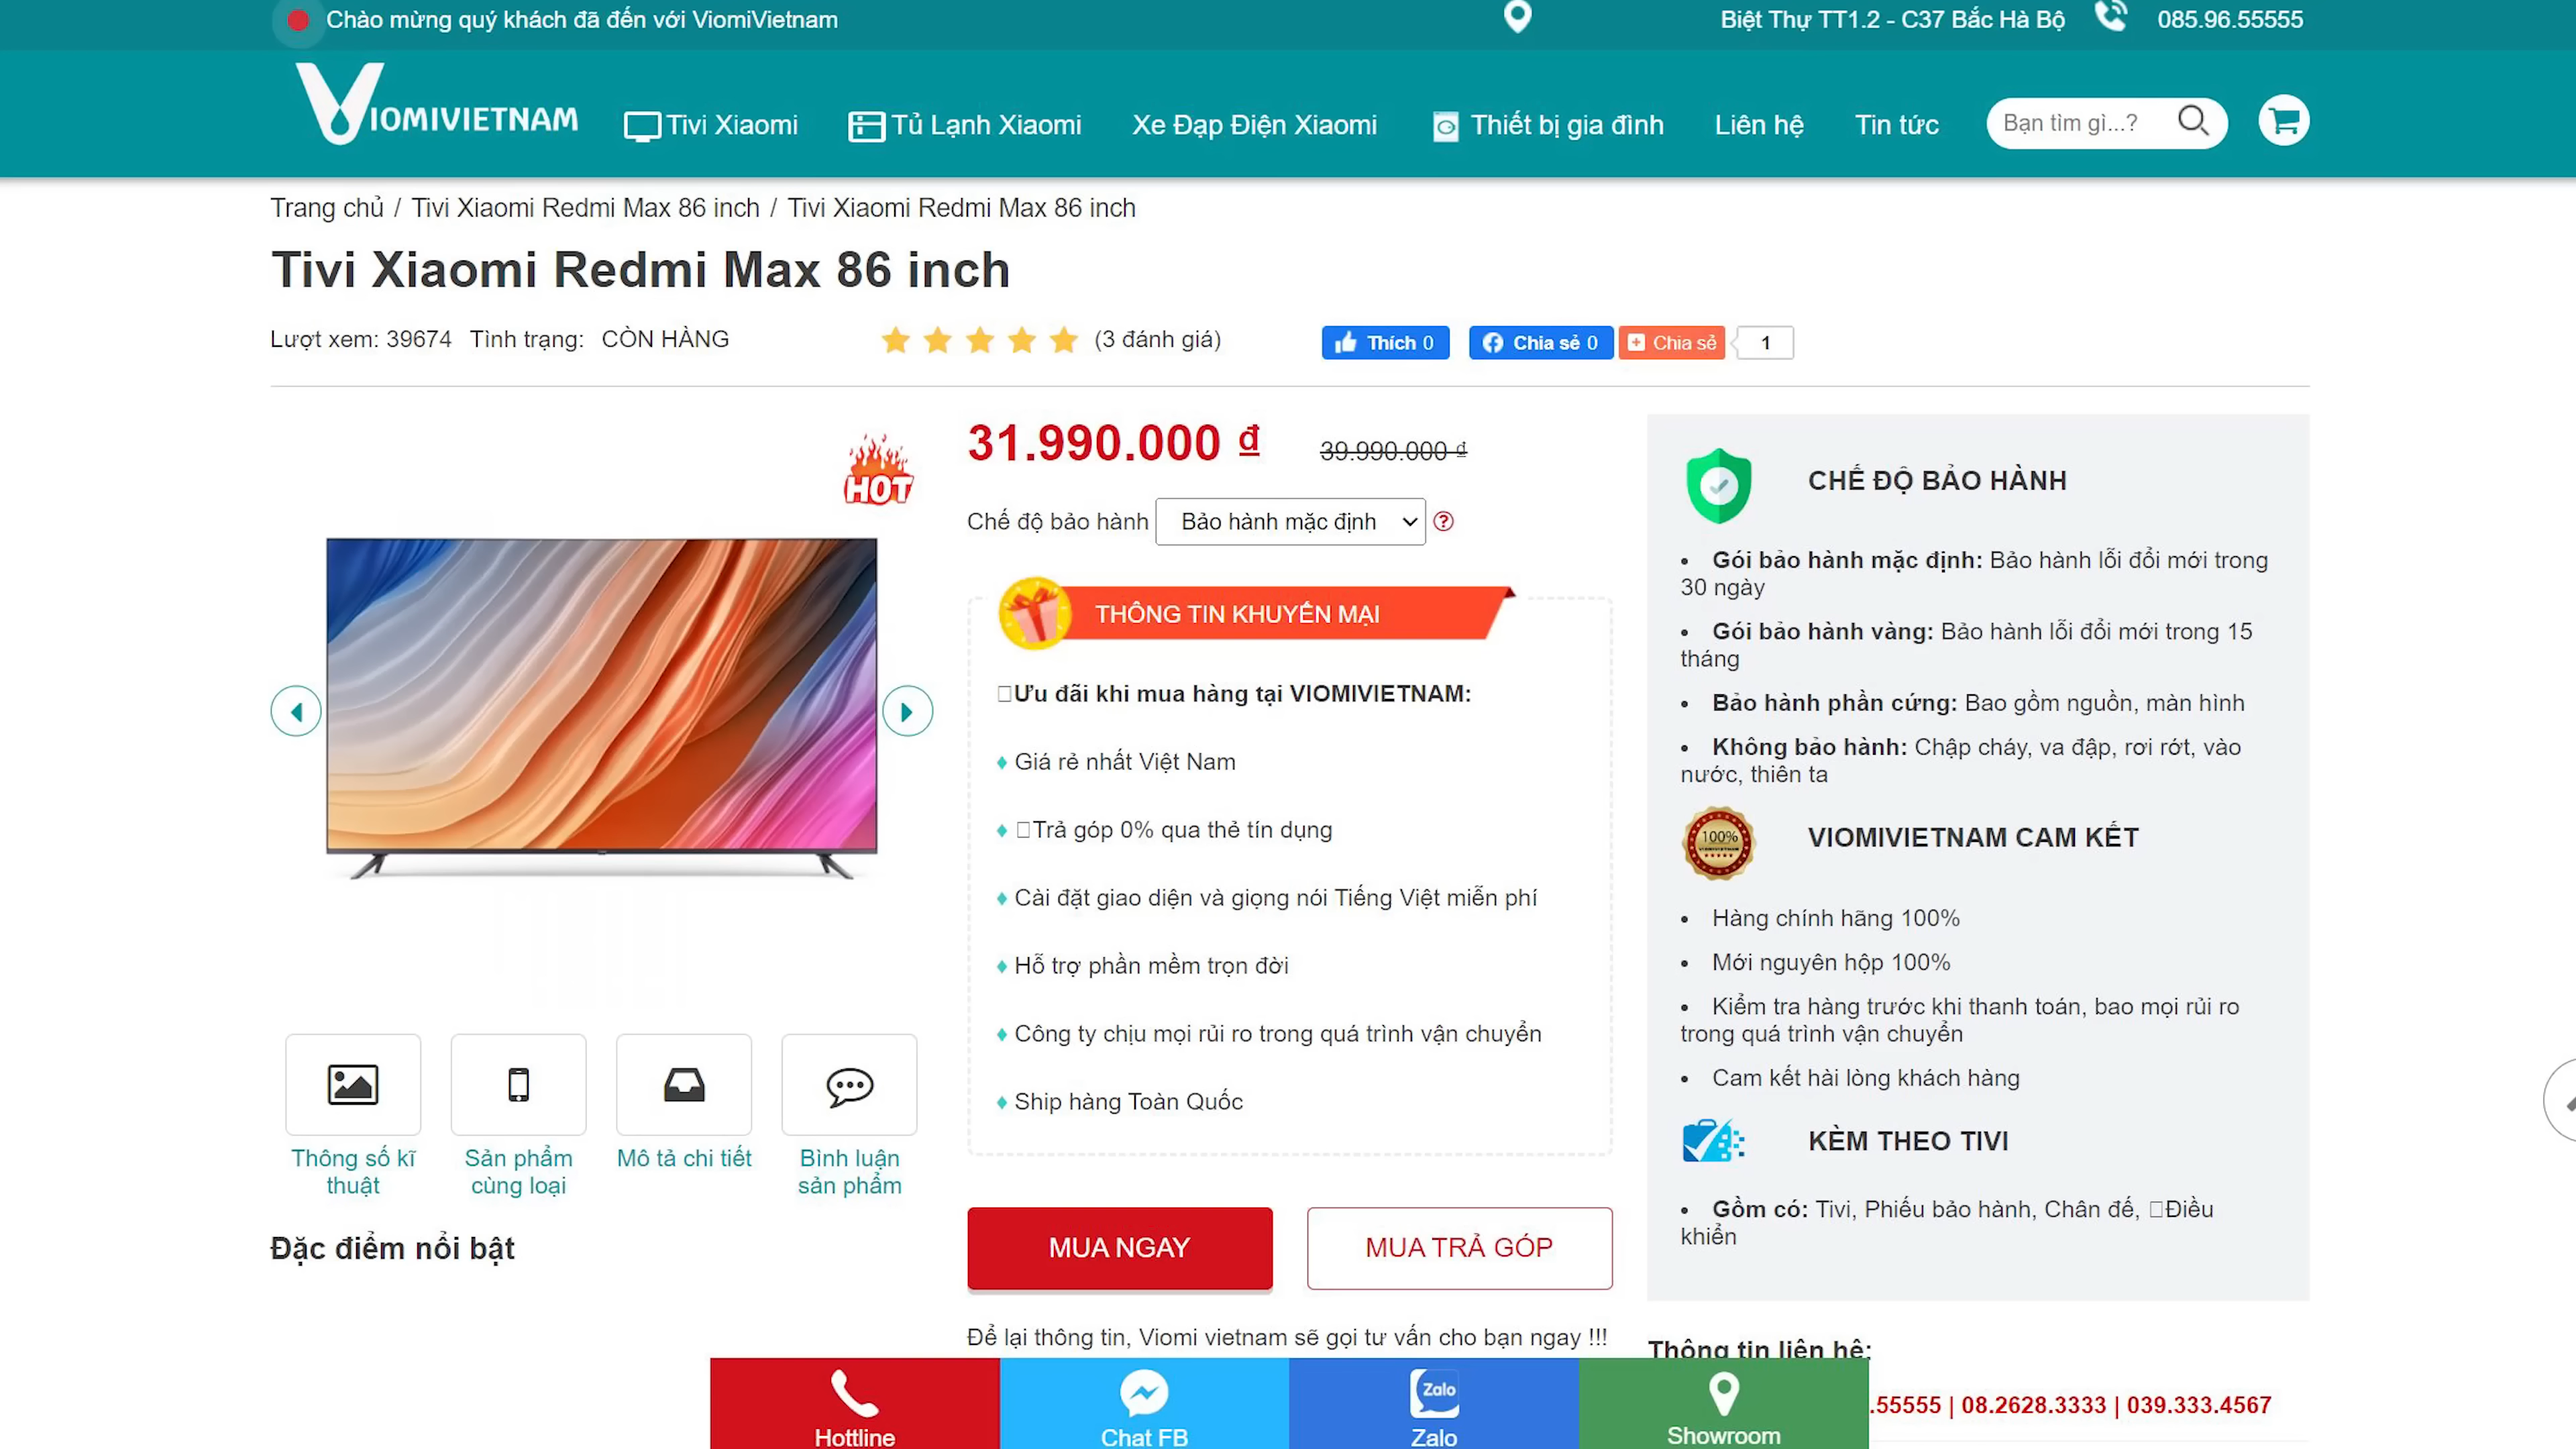 Chào mừng quý khách đã đến với ViomiVietnam
Biệt Thự TT1.2 - C37 Bắc Hà Bộ
085.96.55555
VIOMIVIETNAM
Tivi Xiaomi
Tủ Lạnh Xiaomi
Xe Đạp Điện Xiaomi
Thiết bị gia đình
Liên hệ
Tin tức
Bạn tìm gì...?
Trang chủ / Tivi Xiaomi Redmi Max 86 inch / Tivi Xiaomi Redmi Max 86 inch
Tivi Xiaomi Redmi Max 86 inch
Lượt xem: 39674 Tình trạng: CÒN HÀNG
(3 đánh giá)
Thích 0
Chia sẻ 0
Chia sẻ
1
HOT
31.990.000 ₫
39.990.000 ₫
Chế độ bảo hành
Bảo hành mặc định
THÔNG TIN KHUYẾN MẠI
Ưu đãi khi mua hàng tại VIOMIVIETNAM:
♦ Giá rẻ nhất Việt Nam
♦ Trả góp 0% qua thẻ tín dụng
♦ Cài đặt giao diện và giọng nói Tiếng Việt miễn phí
♦ Hỗ trợ phần mềm trọn đời
♦ Công ty chịu mọi rủi ro trong quá trình vận chuyển
♦ Ship hàng Toàn Quốc
Thông số kĩ
thuật
Sản phẩm
cùng loại
Mô tả chi tiết
Bình luận
sản phẩm
Đặc điểm nổi bật
MUA NGAY
MUA TRẢ GÓP
Để lại thông tin, Viomi vietnam sẽ gọi tư vấn cho bạn ngay !!!
CHẾ ĐỘ BẢO HÀNH
• Gói bảo hành mặc định: Bảo hành lỗi đổi mới trong
30 ngày
• Gói bảo hành vàng: Bảo hành lỗi đổi mới trong 15
tháng
• Bảo hành phần cứng: Bao gồm nguồn, màn hình
• Không bảo hành: Chập cháy, va đập, rơi rớt, vào
nước, thiên ta
100%
VIOMIVIETNAM CAM KẾT
• Hàng chính hãng 100%
• Mới nguyên hộp 100%
• Kiểm tra hàng trước khi thanh toán, bao mọi rủi ro
trong quá trình vận chuyển
• Cam kết hài lòng khách hàng
KÈM THEO TIVI
• Gồm có: Tivi, Phiếu bảo hành, Chân đế, Điều
khiển
Thông tin liên hệ:
.55555 | 08.2628.3333 | 039.333.4567
Hottline
Chat FB
Zalo
Zalo
Showroom